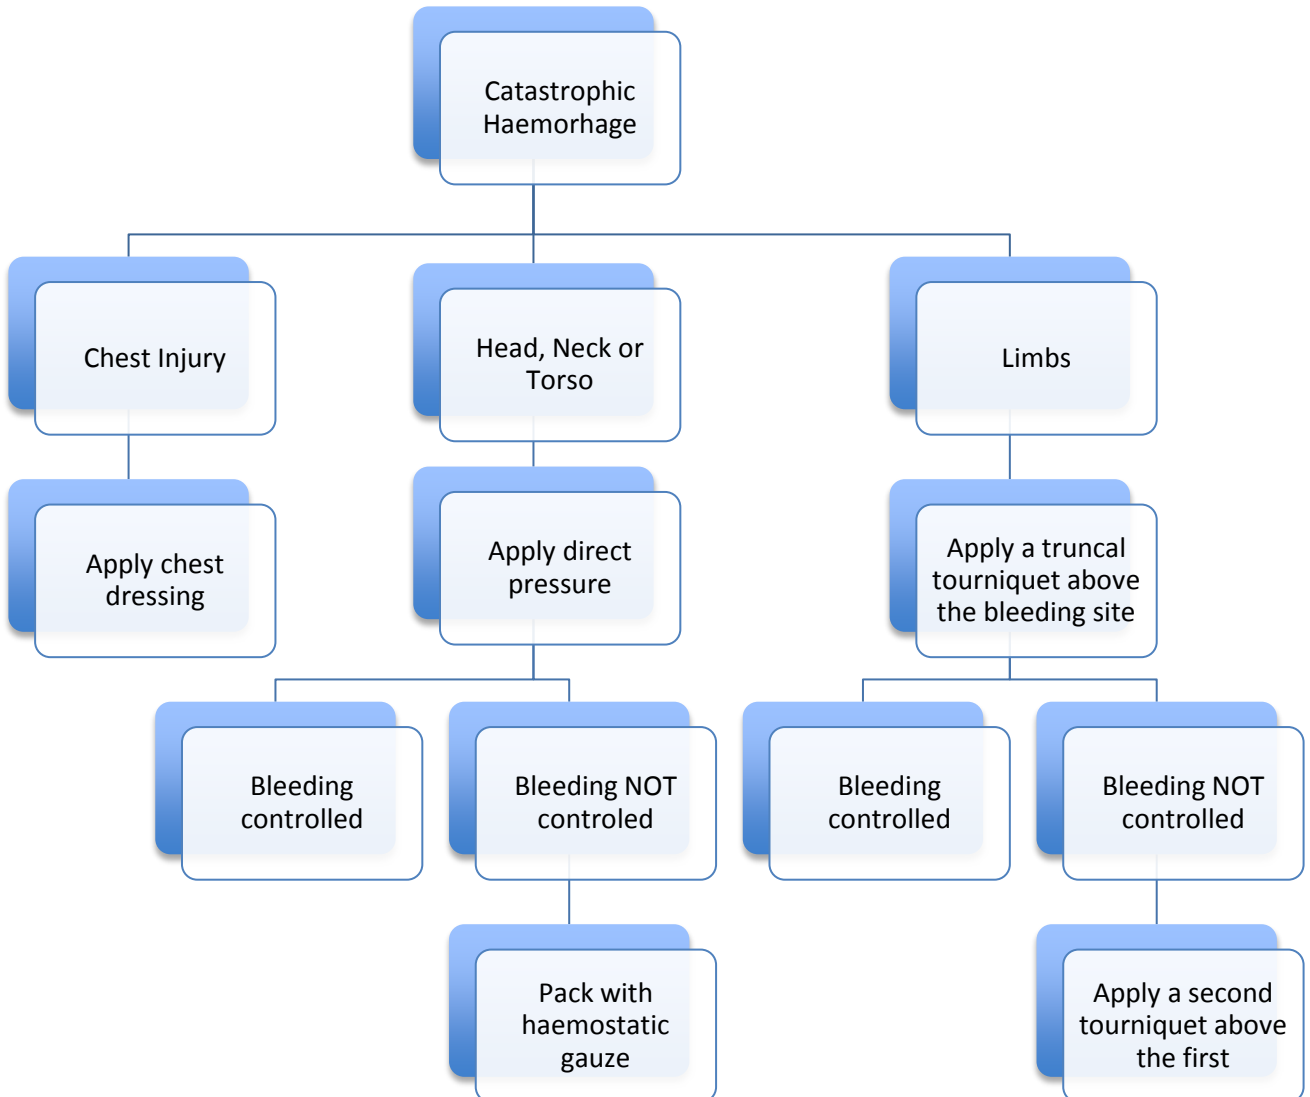 Catastrophic
Haemorhage
Chest Injury
Head, Neck or
Torso
Limbs
Apply chest
dressing
Apply direct
pressure
Apply a truncal
tourniquet above
the bleeding site
Bleeding
controlled
Bleeding NOT
controled
Bleeding
controlled
Bleeding NOT
controlled
Pack with
haemostatic
gauze
Apply a second
tourniquet above
the first